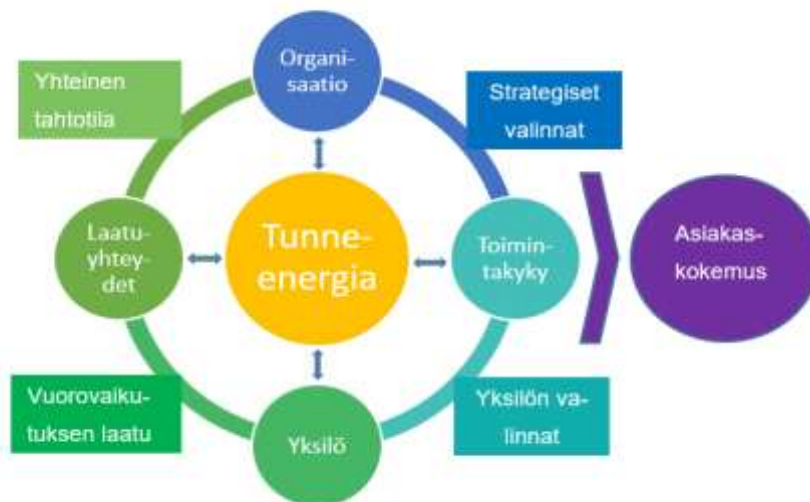 Organi-
saatio
Yhteinen
tahtotila
Strategiset
valinnat
Laatu-
yhtey-
det
Tunne-
energia
Toimin-
takyky
Asiakas-
kokemus
Vuorovaiku-
tuksen laatu
Yksilö
Yksilön va-
linnat